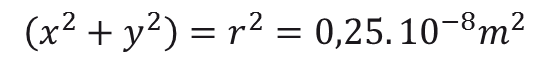 (x² + y²) = r² = 0,25. 10⁻⁸m²